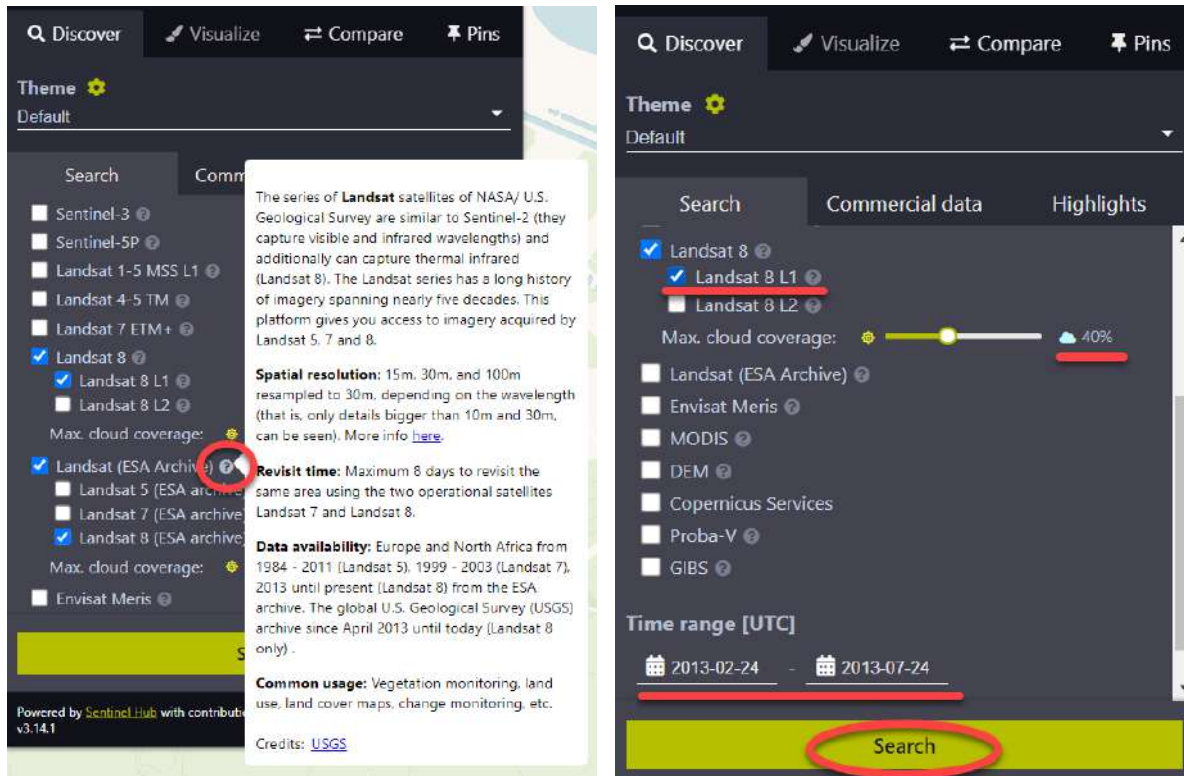 Discover Visualize Compare Pins
Theme
Default
Search Comm
Sentinel-3
Sentinel-5P
Landsat 1-5 MSS L1
Landsat 4-5 TM
Landsat 7 ETM+
Landsat 8
Landsat 8 L1
Landsat 8 L2
Max. cloud coverage:
Landsat (ESA Archive)
Landsat 5 (ESA archive
Landsat 7 (ESA archive
Landsat 8 (ESA archive
Max. cloud coverage:
Envisat Meris
S
Powered by Sentinel Hub with contributi
v3.14.1
The series of Landsat satellites of NASA/ U.S.
Geological Survey are similar to Sentinel-2 (they
capture visible and infrared wavelengths) and
additionally can capture thermal infrared
(Landsat 8). The Landsat series has a long history
of imagery spanning nearly five decades. This
platform gives you access to imagery acquired by
Landsat 5, 7 and 8.
Spatial resolution: 15m, 30m, and 100m
resampled to 30m, depending on the wavelength
(that is, only details bigger than 10m and 30m,
can be seen). More info here.
Revisit time: Maximum 8 days to revisit the
same area using the two operational satellites
Landsat 7 and Landsat 8.
Data availability: Europe and North Africa from
1984 - 2011 (Landsat 5), 1999 - 2003 (Landsat 7),
2013 until present (Landsat 8) from the ESA
archive. The global U.S. Geological Survey (USGS)
archive since April 2013 until today (Landsat 8
only) .
Common usage: Vegetation monitoring, land
use, land cover maps, change monitoring, etc.
Credits: USGS
Discover Visualize Compare Pins
Theme
Default
Search Commercial data Highlights
Landsat 8
Landsat 8 L1
Landsat 8 L2
Max. cloud coverage: 40%
Landsat (ESA Archive)
Envisat Meris
MODIS
DEM
Copernicus Services
Proba-V
GIBS
Time range [UTC]
2013-02-24 - 2013-07-24
Search